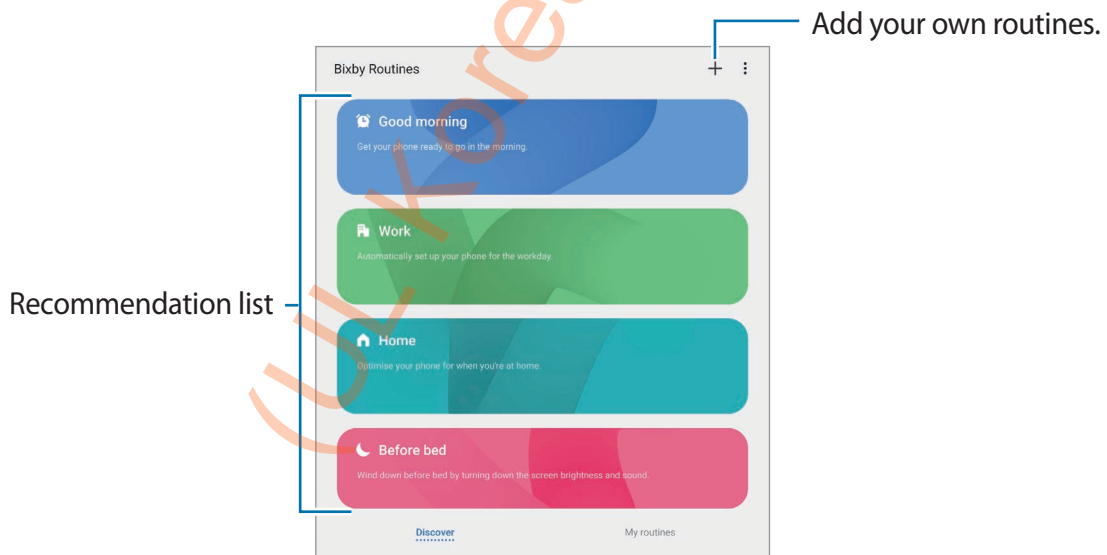 Add your own routines.
Bixby Routines
Good morning
Get your phone ready to go in the morning.
Work
Automatically set up your phone for the workday.
Recommendation list
Home
Optimise your phone for when you're at home.
Before bed
Wind down before bed by turning down the screen brightness and sound.
Discover
My routines
(UL Korea